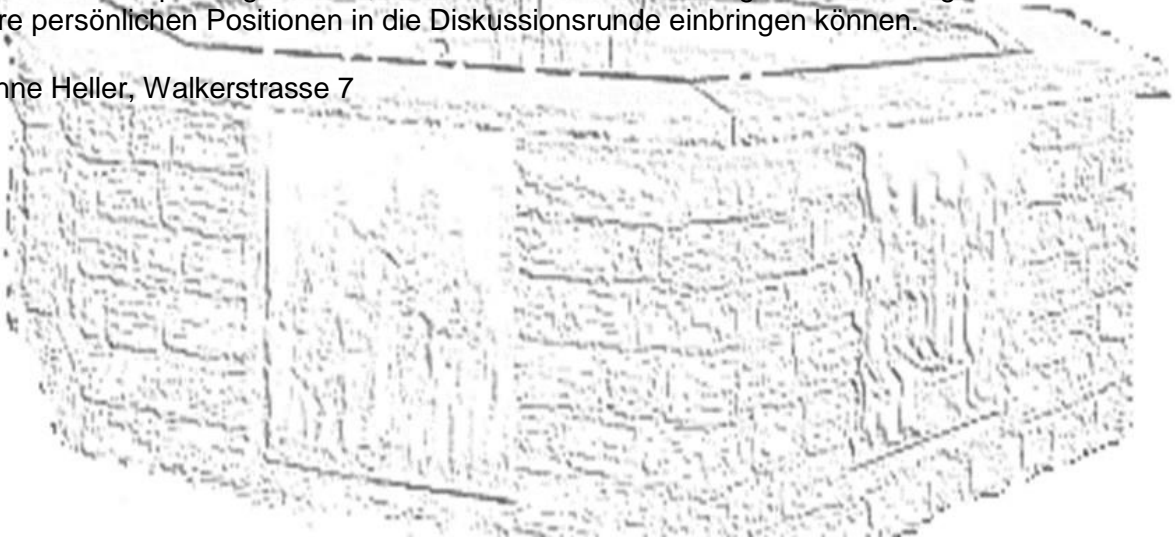 re persönlichen Positionen in die Diskussionsrunde einbringen können.
nne Heller, Walkerstrasse 7